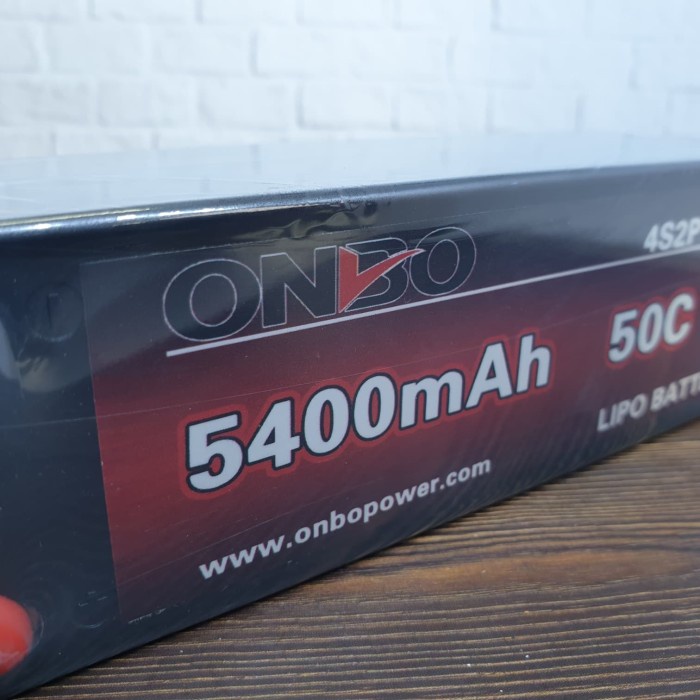 ONBO
4S2P
5400mAh
50C
LIPO BATT
www.onbopower.com